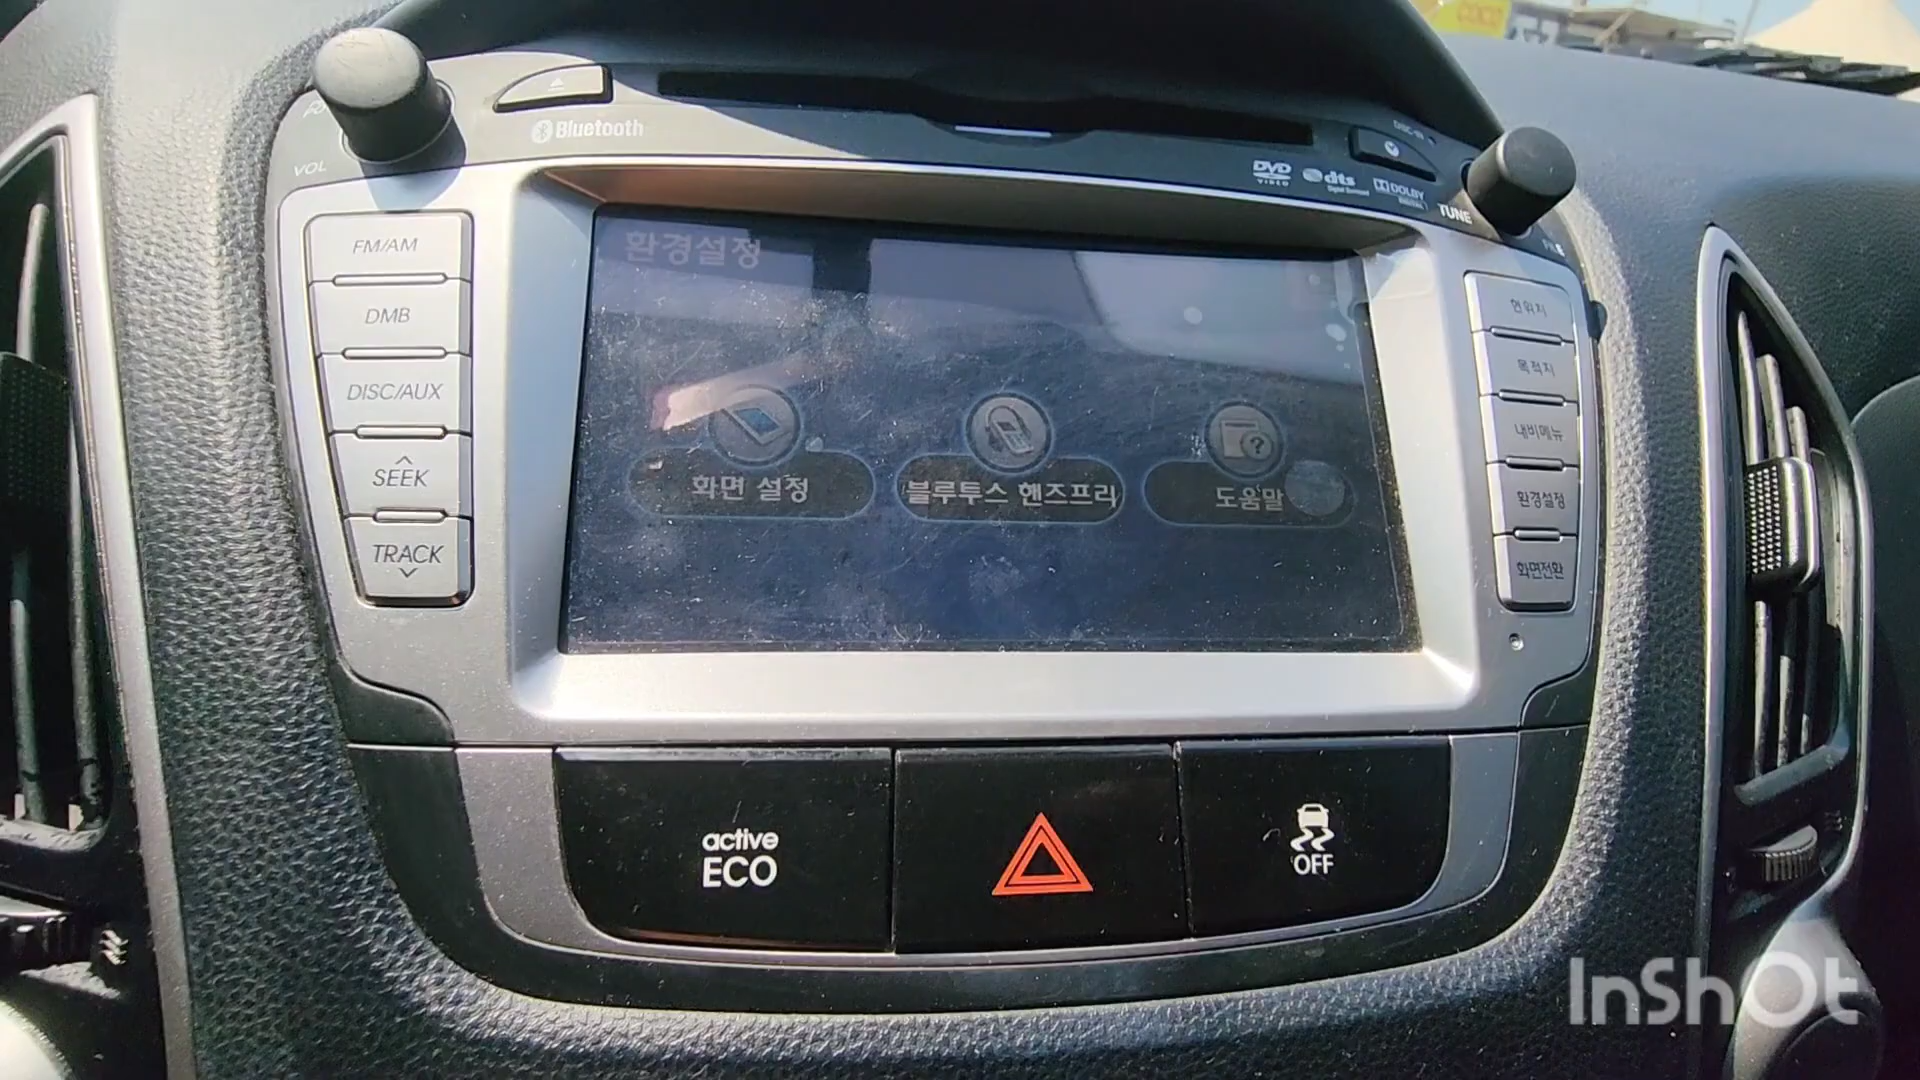 COCO
Bluetooth
DISC-IN
VOL
DVD
VIDEO
dts
Digital Surround
DOLBY
DIGITAL
TUNE
FM/AM
DMB
DISC/AUX
SEEK
TRACK
환경설정
화면 설정
블루투스 핸즈프리
도움말
현위치
목적지
내비메뉴
환경설정
화면전환
active
ECO
OFF
InShOt